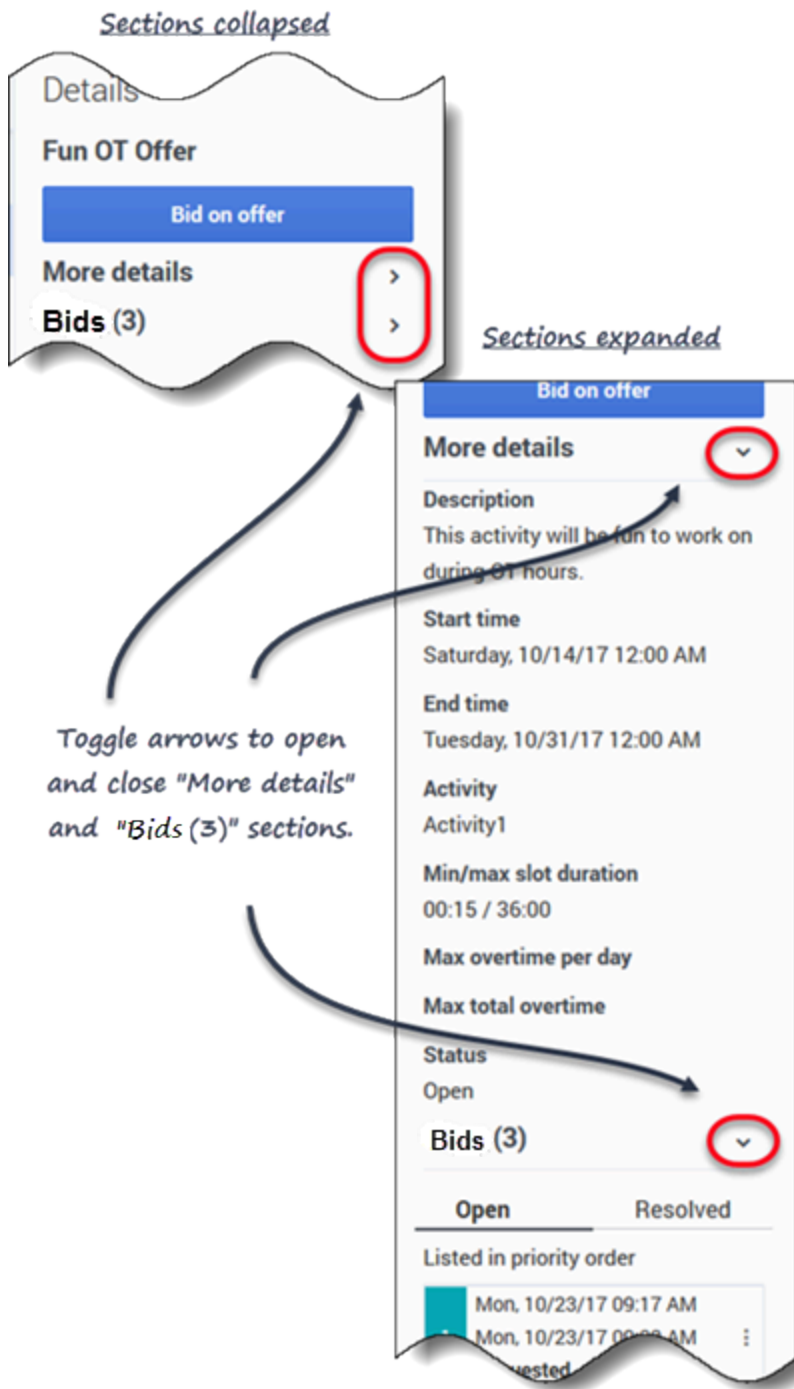 Sections collapsed
Details
Fun OT Offer
Bid on offer
More details
Bids (3)
Sections expanded
Bid on offer
More details
Description
This activity will be fun to work on
during OT hours.
Start time
Saturday, 10/14/17 12:00 AM
End time
Tuesday, 10/31/17 12:00 AM
Toggle arrows to open
and close "More details"
and "Bids (3)" sections.
Activity
Activity1
Min/max slot duration
00:15 / 36:00
Max overtime per day
Max total overtime
Status
Open
Bids (3)
Open Resolved
Listed in priority order
Mon, 10/23/17 09:17 AM
Mon, 10/23/17 AM